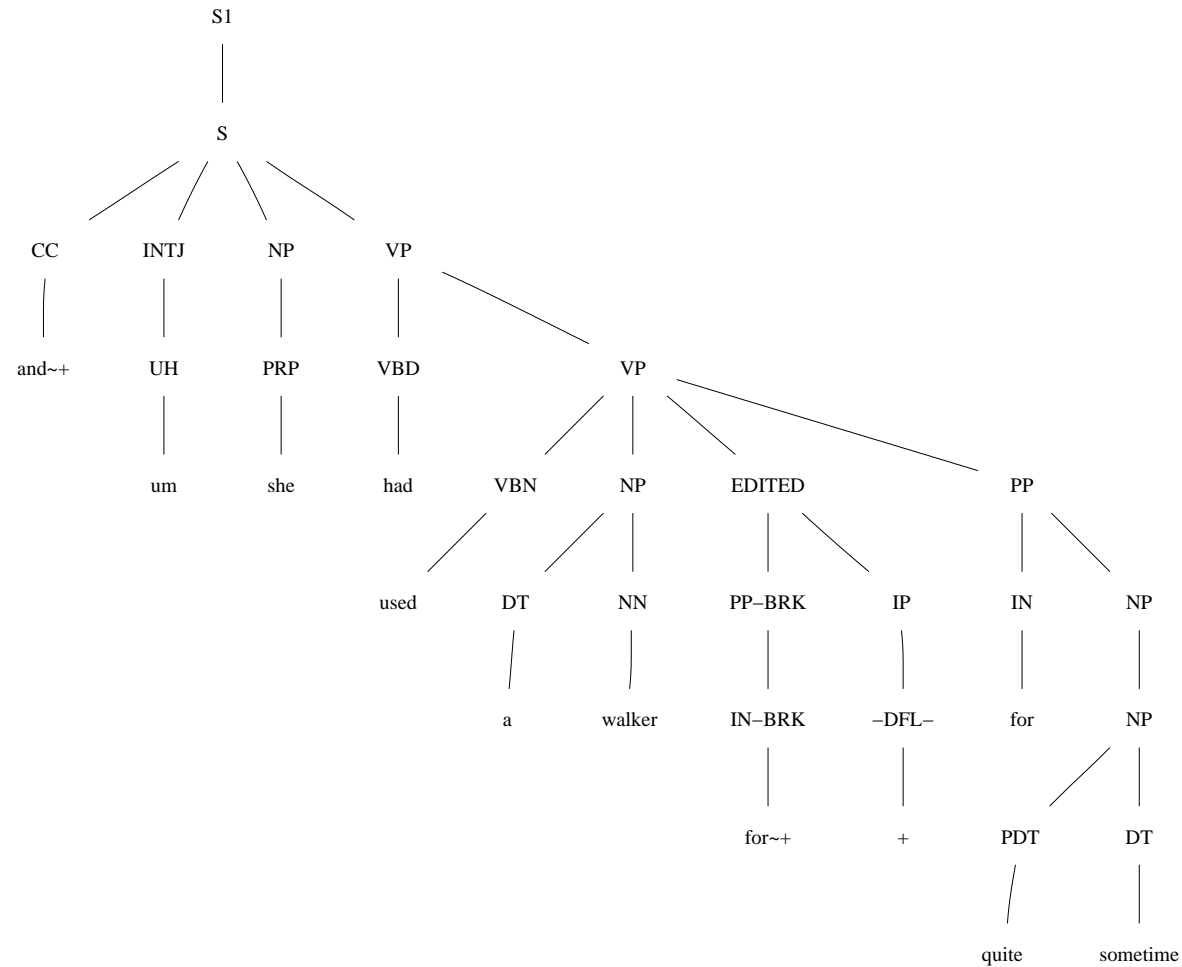 S1
S
CC INTJ NP VP
and~+ UH PRP VBD VP
um she had VBN NP EDITED PP
used DT NN PP–BRK IP IN NP
a walker IN–BRK –DFL– for NP
for~+ + PDT DT
quite sometime